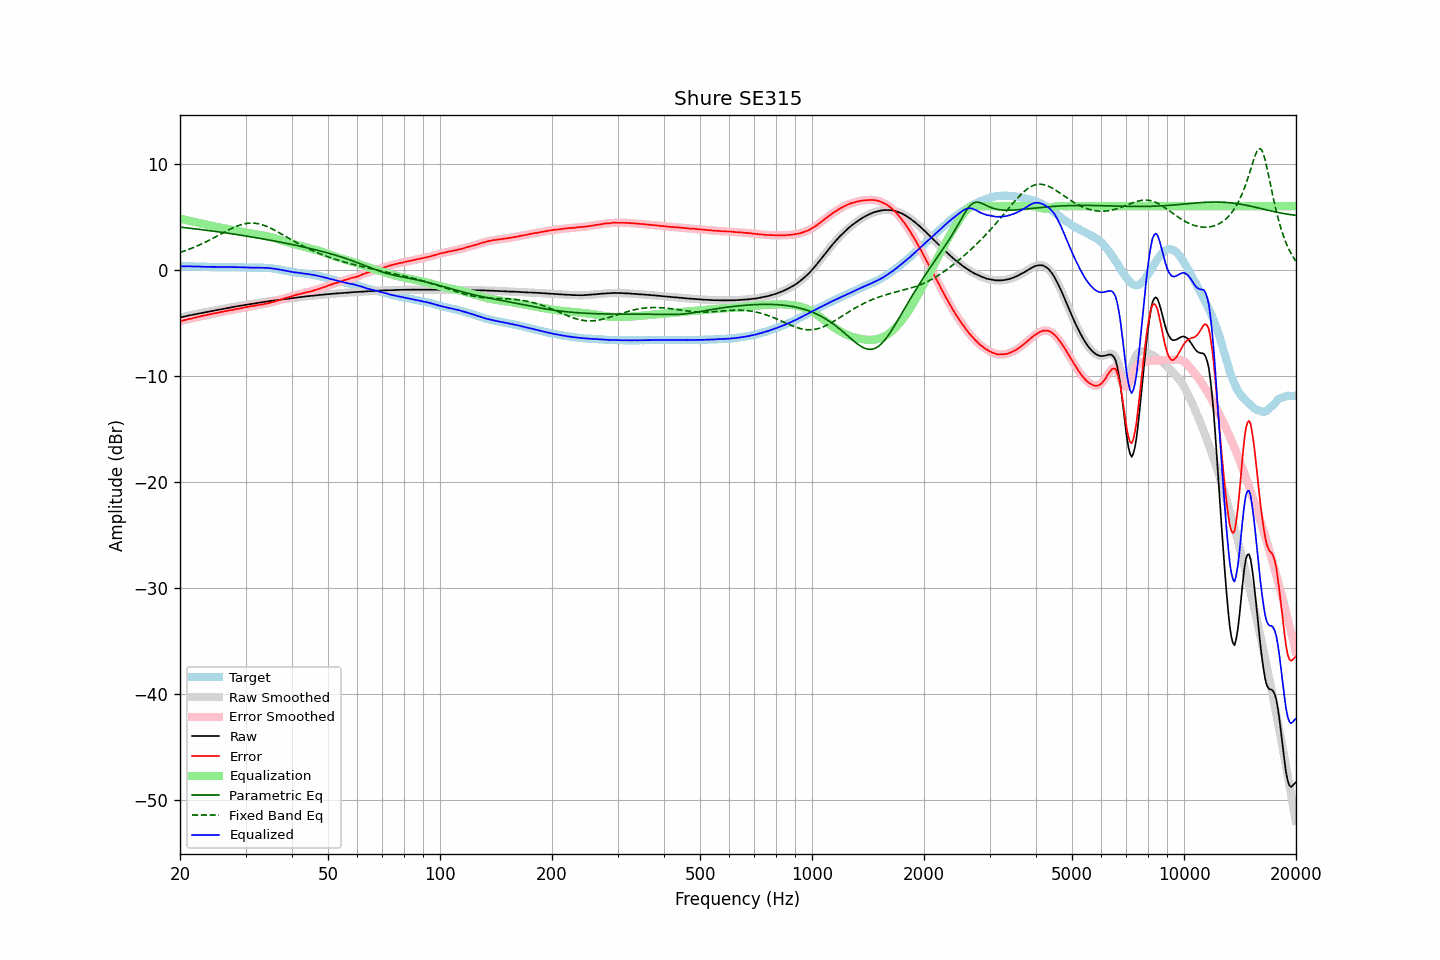 Shure SE315
10
0
−10
−20
−30
−40
−50
Amplitude (dBr)
Target
Raw Smoothed
Error Smoothed
Raw
Error
Equalization
Parametric Eq
Fixed Band Eq
Equalized
20
50
100
200
500
1000
2000
5000
10000
20000
Frequency (Hz)